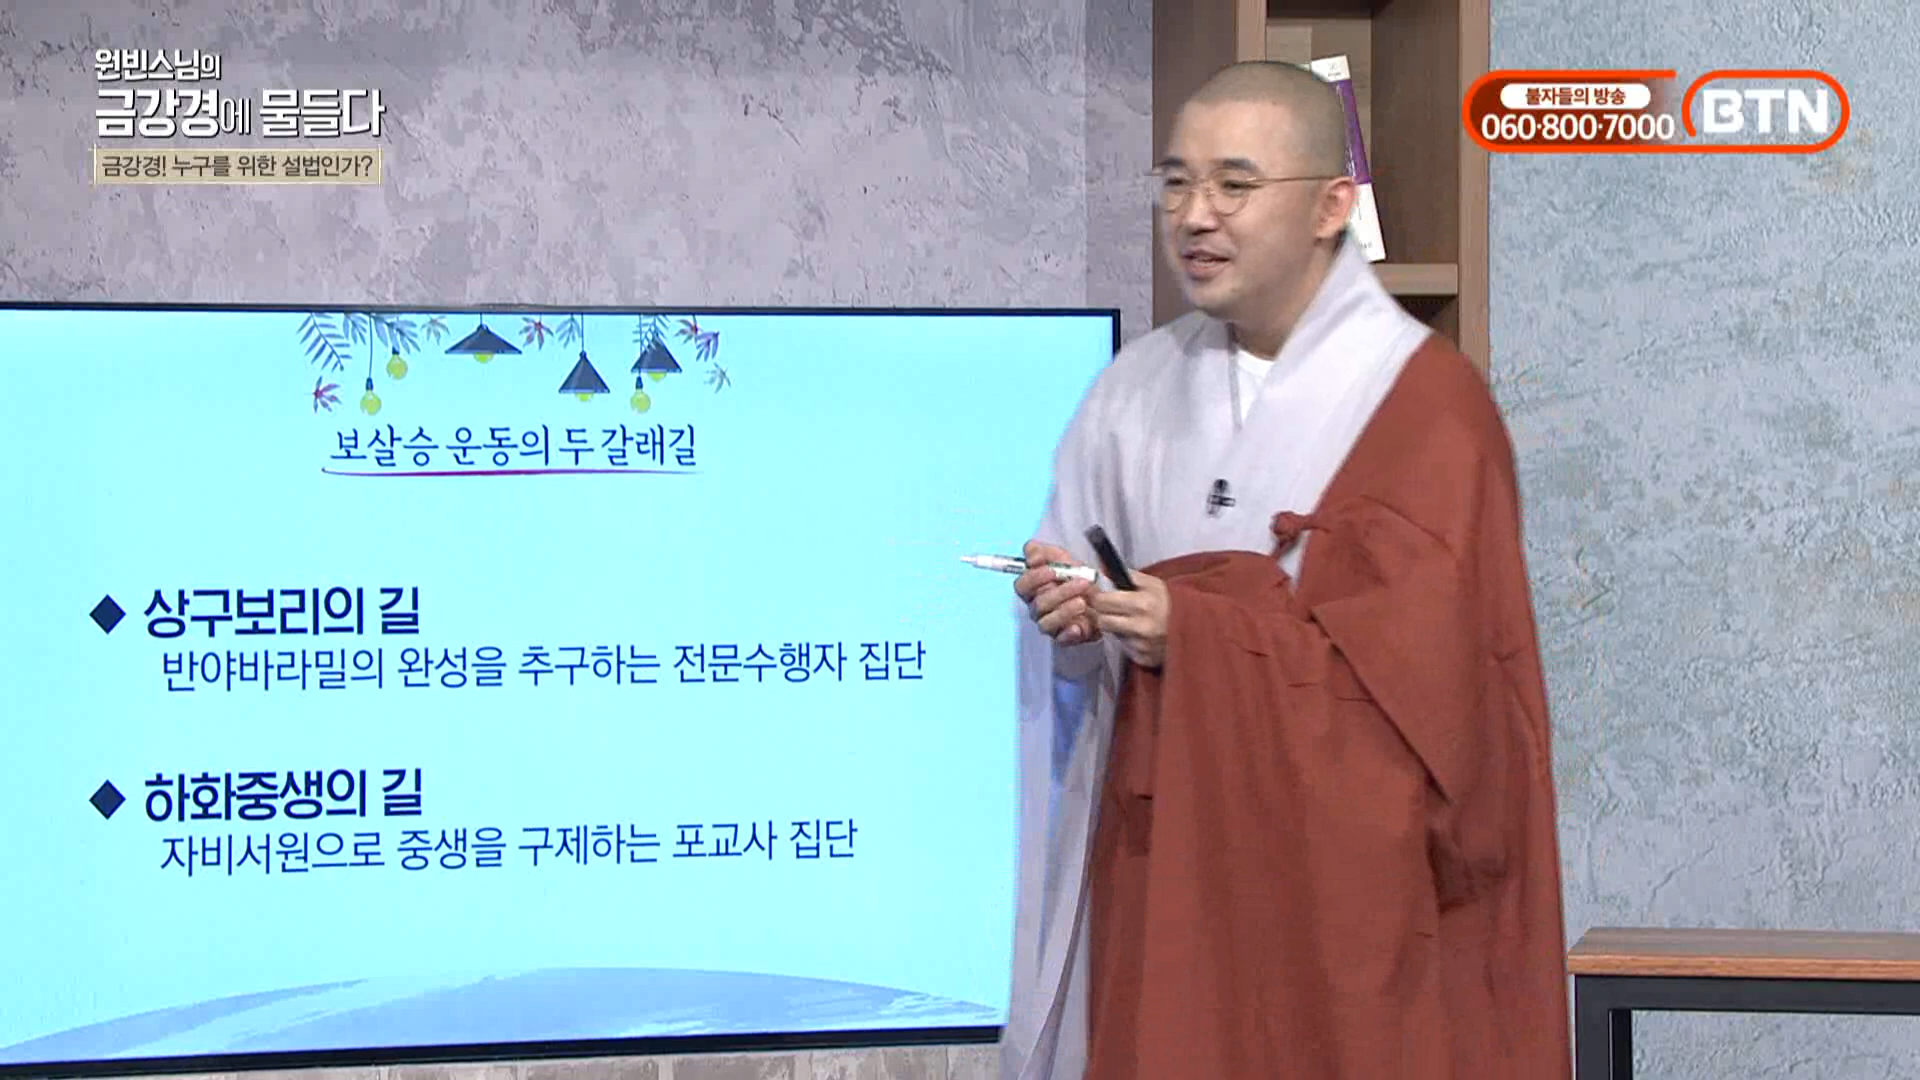 원빈스님의
금강경에 물들다
금강경! 누구를 위한 설법인가?
불자들의 방송
060·800·7000
BTN
보살승 운동의 두 갈래길
◆ 상구보리의 길
반야바라밀의 완성을 추구하는 전문수행자 집단
◆ 하화중생의 길
자비서원으로 중생을 구제하는 포교사 집단